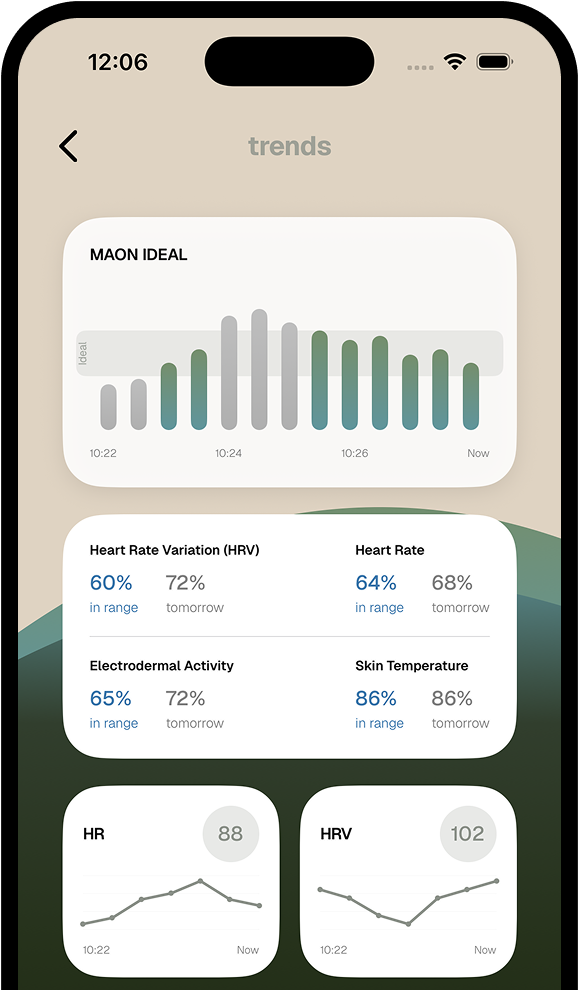 12:06
trends
MAON IDEAL
Ideal
10:22 10:24 10:26 Now
Heart Rate Variation (HRV) Heart Rate
60% 72% 64% 68%
in range tomorrow in range tomorrow
Electrodermal Activity Skin Temperature
65% 72% 86% 86%
in range tomorrow in range tomorrow
HR 88 HRV 102
10:22 Now 10:22 Now